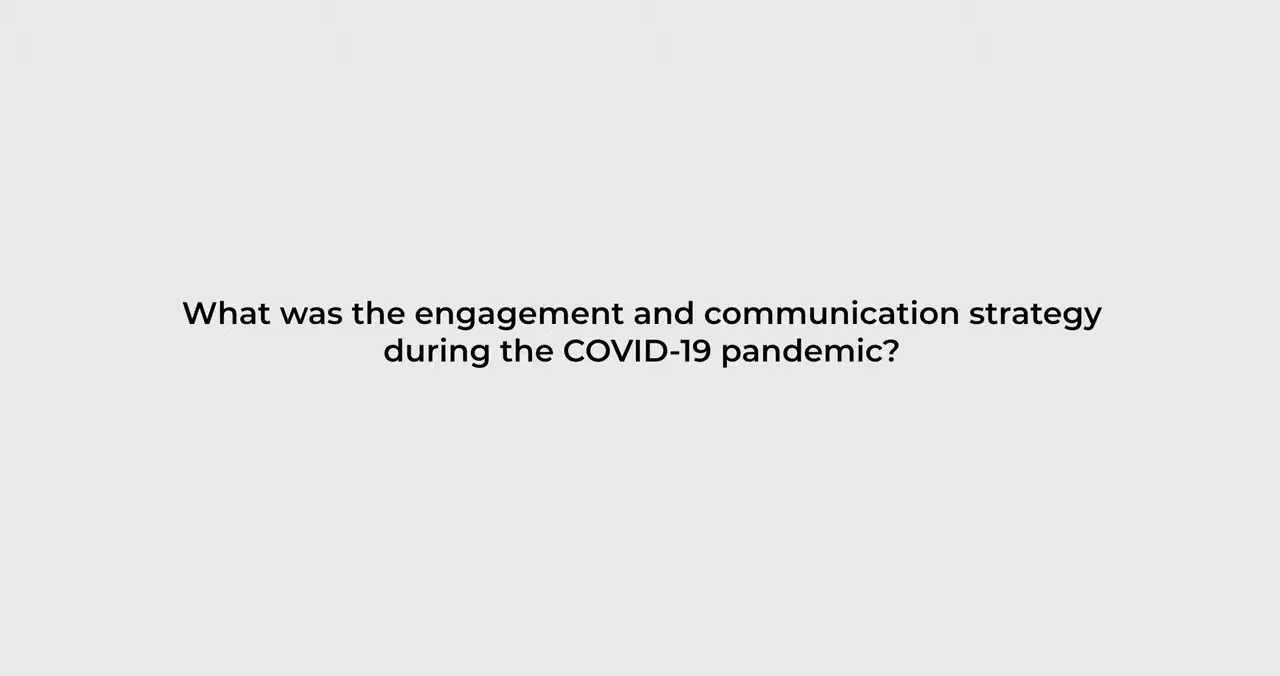 What was the engagement and communication strategy
during the COVID-19 pandemic?